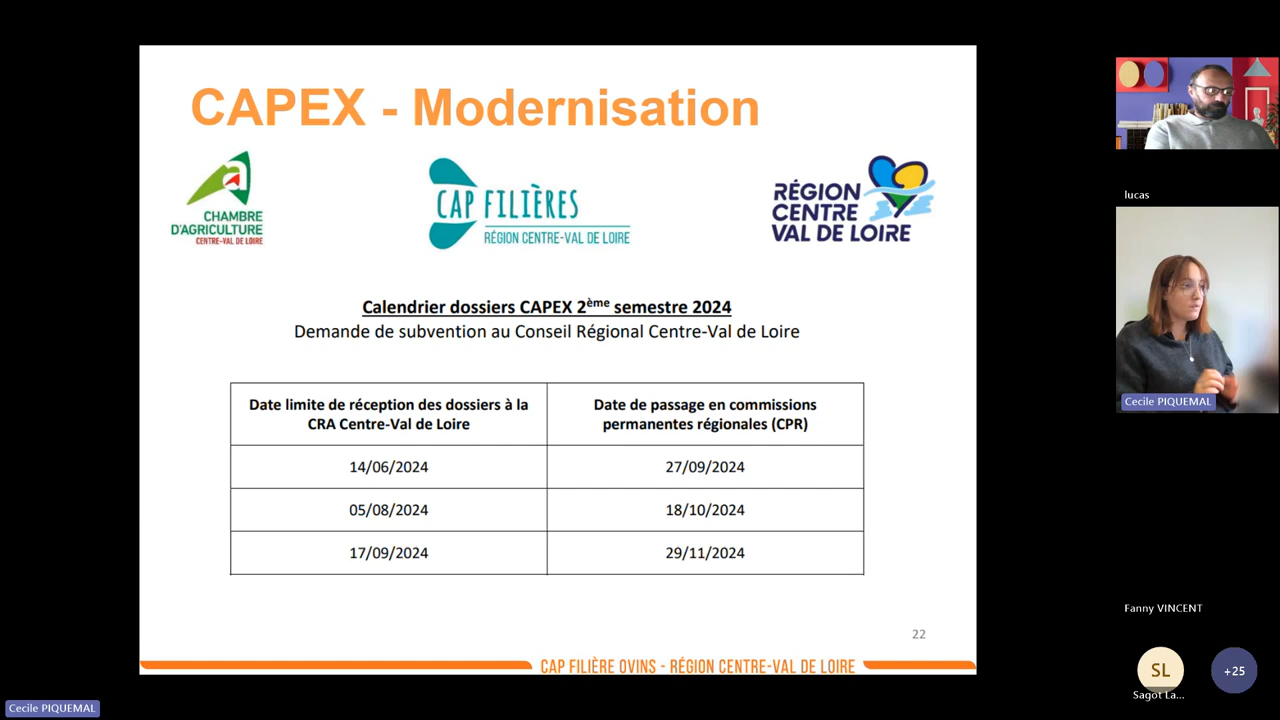 CAPEX - Modernisation
CHAMBRE
D'AGRICULTURE
CENTRE-VAL DE LOIRE
CAP FILIÈRES
RÉGION CENTRE-VAL DE LOIRE
RÉGION
CENTRE
VAL DE LOIRE
Calendrier dossiers CAPEX 2ème semestre 2024
Demande de subvention au Conseil Régional Centre-Val de Loire
Date limite de réception des dossiers à la
CRA Centre-Val de Loire
Date de passage en commissions
permanentes régionales (CPR)
14/06/2024
27/09/2024
05/08/2024
18/10/2024
17/09/2024
29/11/2024
22
CAP FILIÈRE OVINS - RÉGION CENTRE-VAL DE LOIRE
lucas
Cecile PIQUEMAL
Fanny VINCENT
SL
+25
Sagot La...
Cecile PIQUEMAL